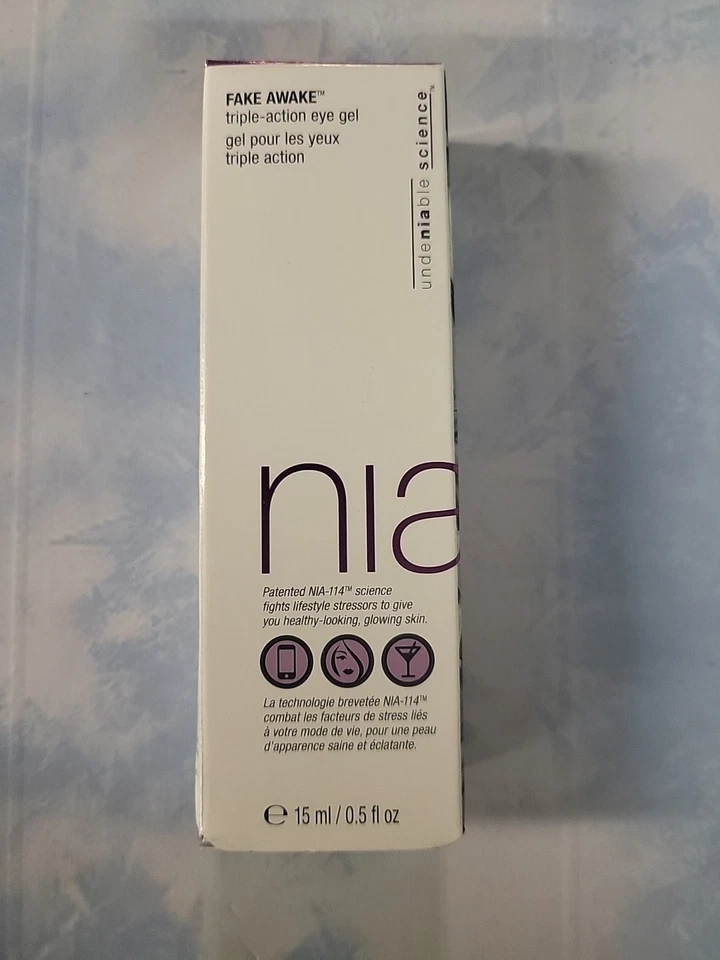 FAKE AWAKE™
triple-action eye gel
gel pour les yeux
triple action
undeniable science™
nia
Patented NIA-114™ science
fights lifestyle stressors to give
you healthy-looking, glowing skin.
La technologie brevetée NIA-114™
combat les facteurs de stress liés
à votre mode de vie, pour une peau
d'apparence saine et éclatante.
℮ 15 ml / 0.5 fl oz